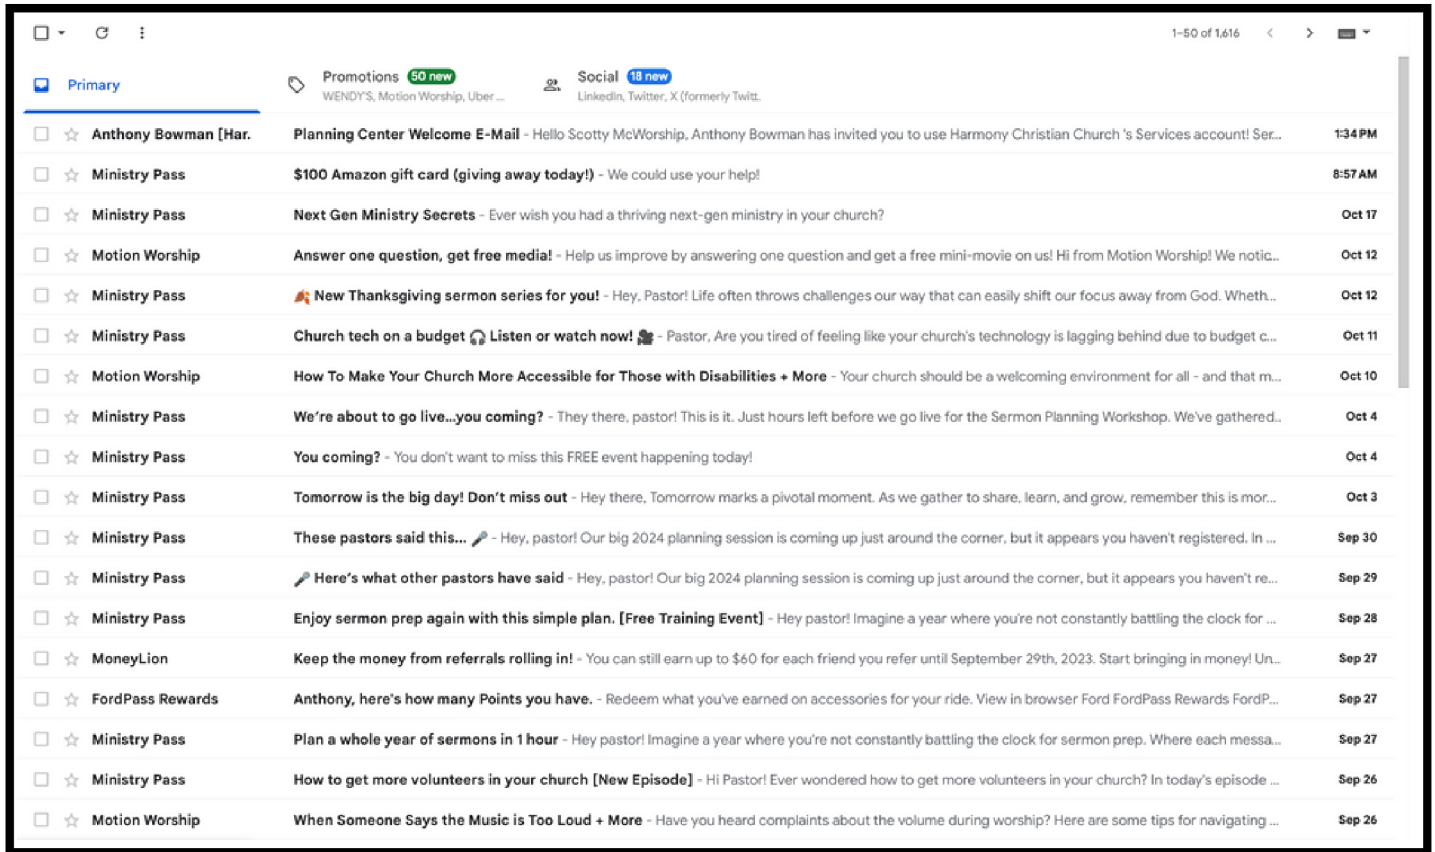 1–50 of 1,616
Primary
Promotions 50 new
WENDY'S, Motion Worship, Uber ...
Social 18 new
LinkedIn, Twitter, X (formerly Twitt.
Anthony Bowman [Har. Planning Center Welcome E-Mail - Hello Scotty McWorship, Anthony Bowman has invited you to use Harmony Christian Church 's Services account! Ser... 1:34 PM
Ministry Pass $100 Amazon gift card (giving away today!) - We could use your help! 8:57 AM
Ministry Pass Next Gen Ministry Secrets - Ever wish you had a thriving next-gen ministry in your church? Oct 17
Motion Worship Answer one question, get free media! - Help us improve by answering one question and get a free mini-movie on us! Hi from Motion Worship! We notic... Oct 12
Ministry Pass 🍂 New Thanksgiving sermon series for you! - Hey, Pastor! Life often throws challenges our way that can easily shift our focus away from God. Wheth... Oct 12
Ministry Pass Church tech on a budget 🎧 Listen or watch now! 🎥 - Pastor, Are you tired of feeling like your church's technology is lagging behind due to budget c... Oct 11
Motion Worship How To Make Your Church More Accessible for Those with Disabilities + More - Your church should be a welcoming environment for all - and that m... Oct 10
Ministry Pass We're about to go live...you coming? - They there, pastor! This is it. Just hours left before we go live for the Sermon Planning Workshop. We've gathered.. Oct 4
Ministry Pass You coming? - You don't want to miss this FREE event happening today! Oct 4
Ministry Pass Tomorrow is the big day! Don't miss out - Hey there, Tomorrow marks a pivotal moment. As we gather to share, learn, and grow, remember this is mor... Oct 3
Ministry Pass These pastors said this... 🎤 - Hey, pastor! Our big 2024 planning session is coming up just around the corner, but it appears you haven't registered. In ... Sep 30
Ministry Pass 🎤 Here's what other pastors have said - Hey, pastor! Our big 2024 planning session is coming up just around the corner, but it appears you haven't re... Sep 29
Ministry Pass Enjoy sermon prep again with this simple plan. [Free Training Event] - Hey pastor! Imagine a year where you're not constantly battling the clock for ... Sep 28
MoneyLion Keep the money from referrals rolling in! - You can still earn up to $60 for each friend you refer until September 29th, 2023. Start bringing in money! Un... Sep 27
FordPass Rewards Anthony, here's how many Points you have. - Redeem what you've earned on accessories for your ride. View in browser Ford FordPass Rewards FordP... Sep 27
Ministry Pass Plan a whole year of sermons in 1 hour - Hey pastor! Imagine a year where you're not constantly battling the clock for sermon prep. Where each messa... Sep 27
Ministry Pass How to get more volunteers in your church [New Episode] - Hi Pastor! Ever wondered how to get more volunteers in your church? In today's episode ... Sep 26
Motion Worship When Someone Says the Music is Too Loud + More - Have you heard complaints about the volume during worship? Here are some tips for navigating ... Sep 26